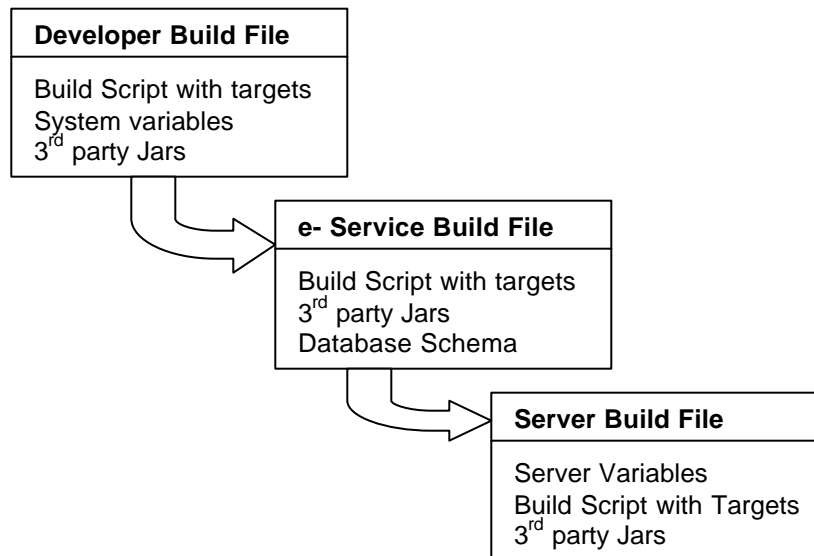 Developer Build File
Build Script with targets
System variables
3rd party Jars
e- Service Build File
Build Script with targets
3rd party Jars
Database Schema
Server Build File
Server Variables
Build Script with Targets
3rd party Jars